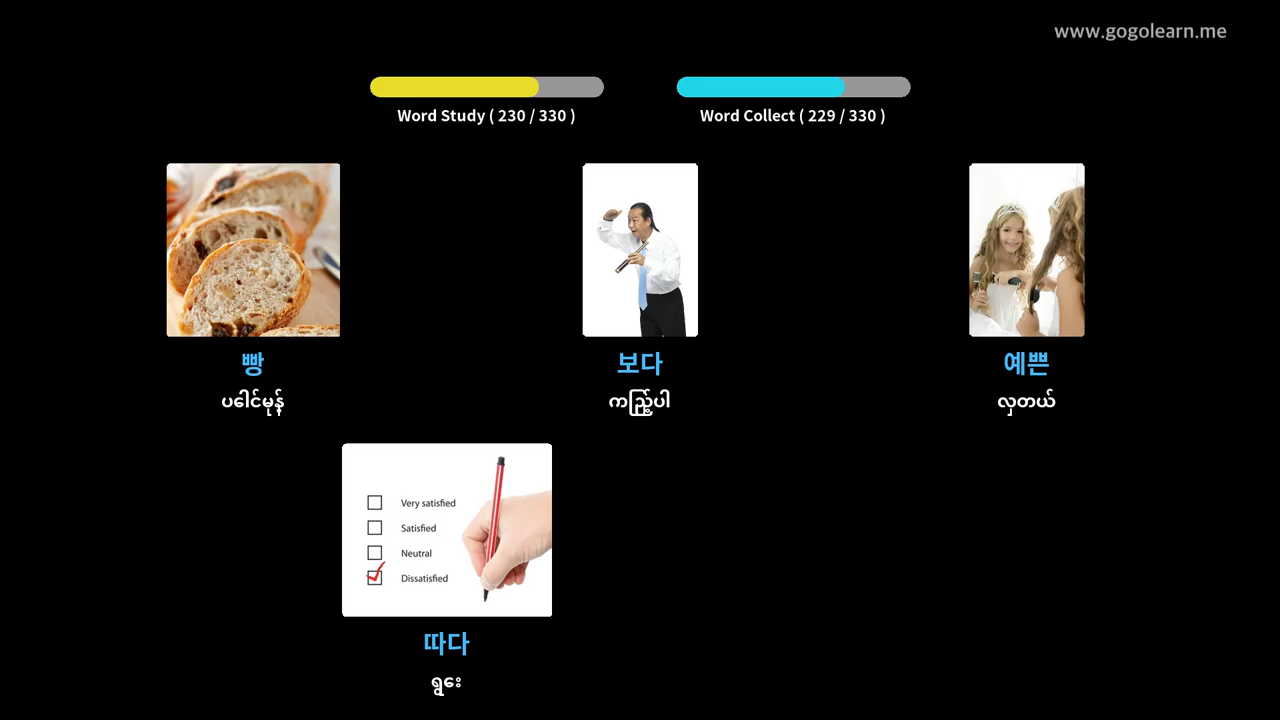 www.gogolearn.me
Word Study ( 230 / 330 )
Word Collect ( 229 / 330 )
빵
ပေါင်မုန့်
보다
ကည့်ပါ
예쁜
လှတယ်
Very satisfied
Satisfied
Neutral
Dissatisfied
따다
ရွေး